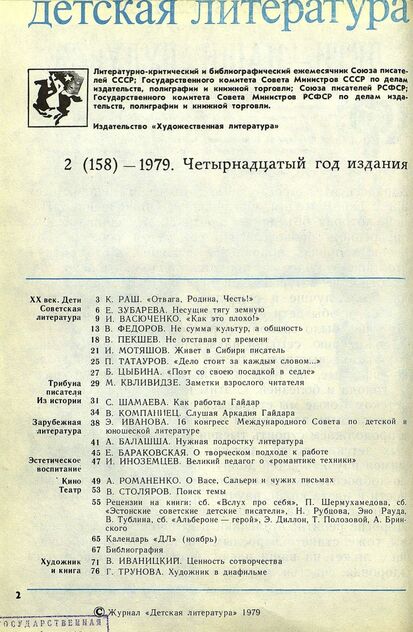 детская литература
Литературно-критический и библиографический ежемесячник Союза писате-
лей СССР; Государственного комитета Совета Министров СССР по делам
издательств, полиграфии и книжной торговли; Союза писателей РСФСР;
Государственного комитета Совета Министров РСФСР по делам изда-
тельств, полиграфии и книжной торговли.
Издательство «Художественная литература»
2 (158) — 1979. Четырнадцатый год издания
XX век. Дети 3 К. РАШ. «Отвага, Родина, Честь!»
Советская 6 Е. ЗУБАРЕВА. Несущие тягу земную
литература 9 И. ВАСЮЧЕНКО. «Как это плохо!»
13 В. ФЕДОРОВ. Не сумма культур, а общность
18 В. ПЕКШЕВ. Не отставая от времени
21 И. МОТЯШОВ. Живет в Сибири писатель
25 П. ТАТАУРОВ. «Дело стоит за каждым словом...»
27 Б. ЦЫБИНА. «Поэт со своею посадкой в седле»
Трибуна 29 М. КВЛИВИДЗЕ. Заметки взрослого читателя
писателя
Из истории 31 С. ШАМАЕВА. Как работал Гайдар
34 В. КОМПАНИЕЦ. Слушая Аркадия Гайдара
Зарубежная 38 Э. ИВАНОВА. 16 конгресс Международного Совета по детской и
литература юношеской литературе
41 А. БАЛАШША. Нужная подростку литература
45 Е. БАРАКОВСКАЯ. О творческом подходе к работе
Эстетическое 47 И. ИНОЗЕМЦЕВ. Великий педагог о «романтике техники»
воспитание
Кино 49 А. РОМАНЕНКО. О Васе, Сальери и чужих письмах
Театр 53 В. СТОЛЯРОВ. Поиск темы
55 Рецензии на книги: сб. «Вслух про себя», П. Шермухамедова, сб.
«Эстонские советские детские писатели», Н. Рубцова, Эно Рауда,
В. Тублина, сб. «Альбероне — герой», Э. Диллон, Т. Полозовой, А. Брин-
ского
65 Календарь «ДЛ» (ноябрь)
67 Библиография
Художник 71 В. ИВАНИЦКИЙ. Ценность сотворчества
и книга 76 Г. ТРУНОВА. Художник в диафильме
2
© Журнал «Детская литература» 1979
ГОСУДАРСТВЕННАЯ